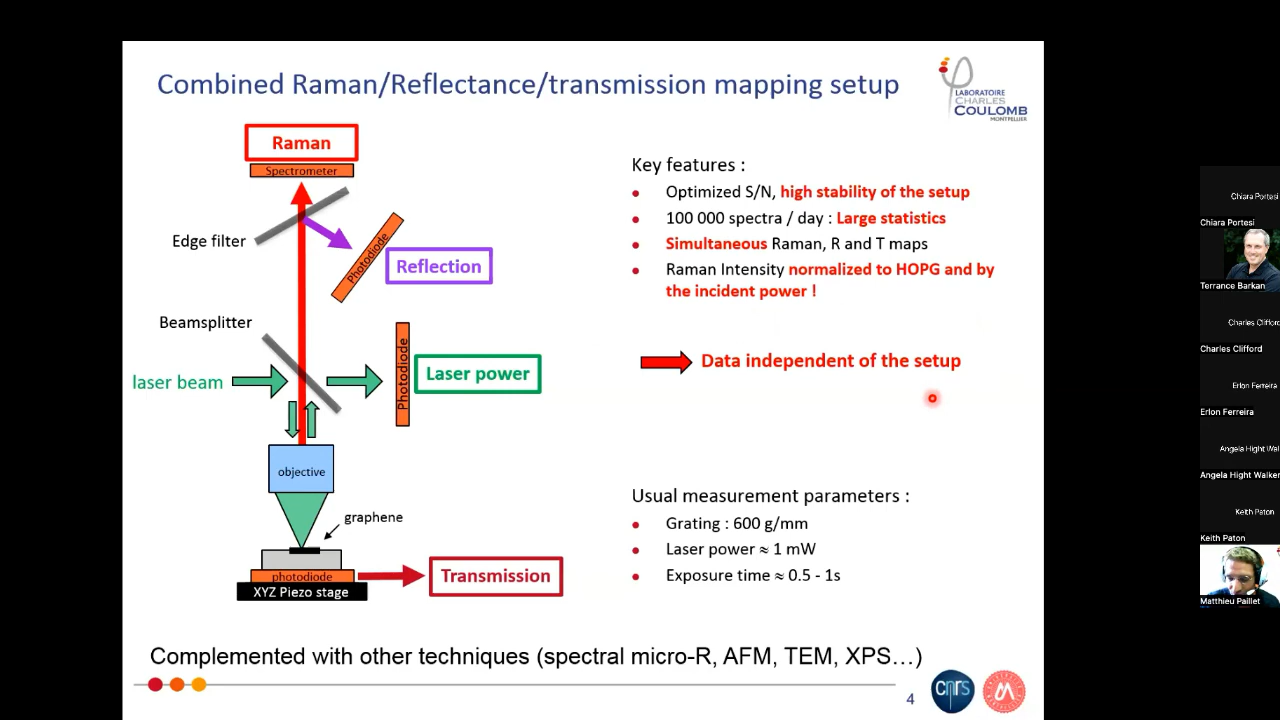 Combined Raman/Reflectance/transmission mapping setup
LABORATOIRE
CHARLES
COULOMB
MONTPELLIER
Raman
Spectrometer
Edge filter
Photodiode
Reflection
Beamsplitter
laser beam
Photodiode
Laser power
objective
graphene
photodiode
XYZ Piezo stage
Transmission
Key features :
Optimized S/N, high stability of the setup
100 000 spectra / day : Large statistics
Simultaneous Raman, R and T maps
Raman Intensity normalized to HOPG and by
the incident power !
Data independent of the setup
Usual measurement parameters :
Grating : 600 g/mm
Laser power ≈ 1 mW
Exposure time ≈ 0.5 - 1s
Complemented with other techniques (spectral micro-R, AFM, TEM, XPS…)
4
cnrs
Chiara Portesi
Chiara Portesi
Terrance Barkan
Charles Clifford
Charles Clifford
Erlon Ferreira
Erlon Ferreira
Angela Hight Wal
Angela Hight Walker
Keith Paton
Keith Paton
Matthieu Paillet